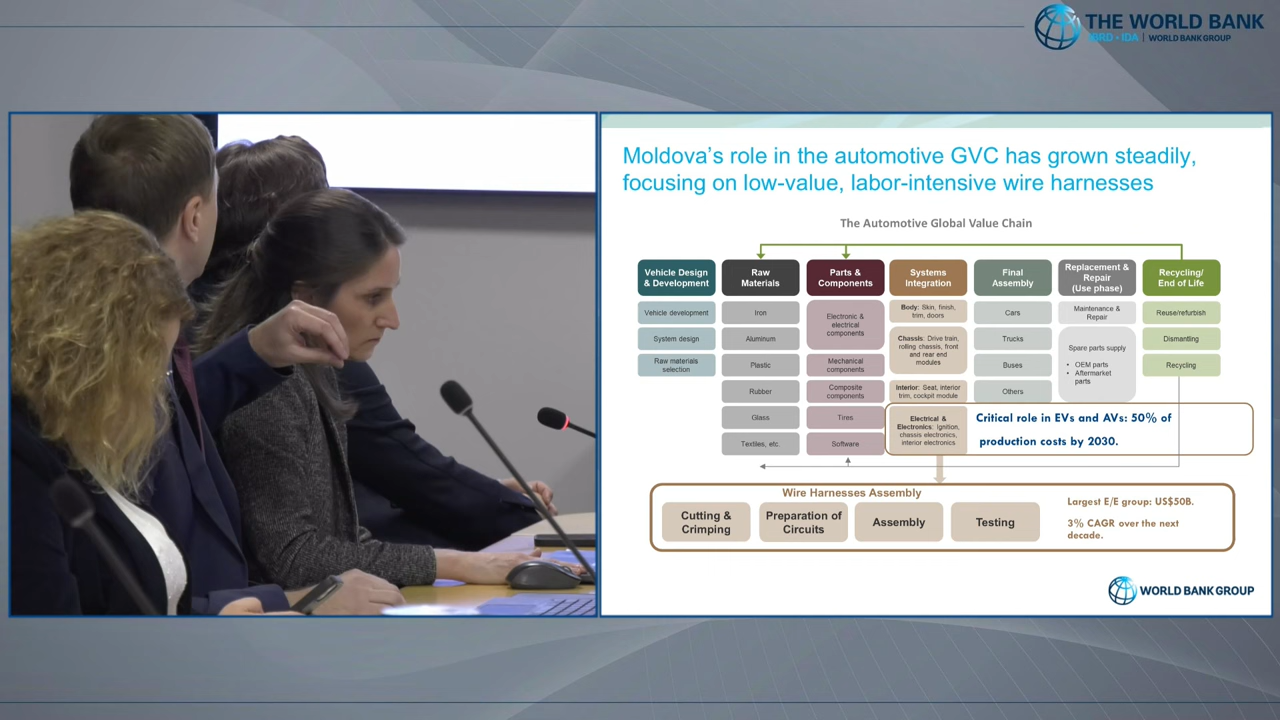 THE WORLD BANK
IBRD • IDA | WORLD BANK GROUP
Moldova's role in the automotive GVC has grown steadily,
focusing on low-value, labor-intensive wire harnesses
The Automotive Global Value Chain
Vehicle Design
& Development
Vehicle development
System design
Raw materials
selection
Raw
Materials
Iron
Aluminum
Plastic
Rubber
Glass
Textiles, etc.
Parts &
Components
Electronic &
electrical
components
Mechanical
components
Composite
components
Tires
Software
Systems
Integration
Body: Skin, finish,
trim, doors
Chassis: Drive train,
rolling chassis, front
and rear end
modules
Interior: Seat, interior
trim, cockpit module
Electrical &
Electronics: Ignition,
chassis electronics,
interior electronics
Final
Assembly
Cars
Trucks
Buses
Others
Replacement &
Repair
(Use phase)
Maintenance &
Repair
Spare parts supply
• OEM parts
• Aftermarket
parts
Recycling/
End of Life
Reuse/refurbish
Dismantling
Recycling
Critical role in EVs and AVs: 50% of
production costs by 2030.
Wire Harnesses Assembly
Cutting &
Crimping
Preparation of
Circuits
Assembly
Testing
Largest E/E group: US$50B.
3% CAGR over the next
decade.
WORLD BANK GROUP